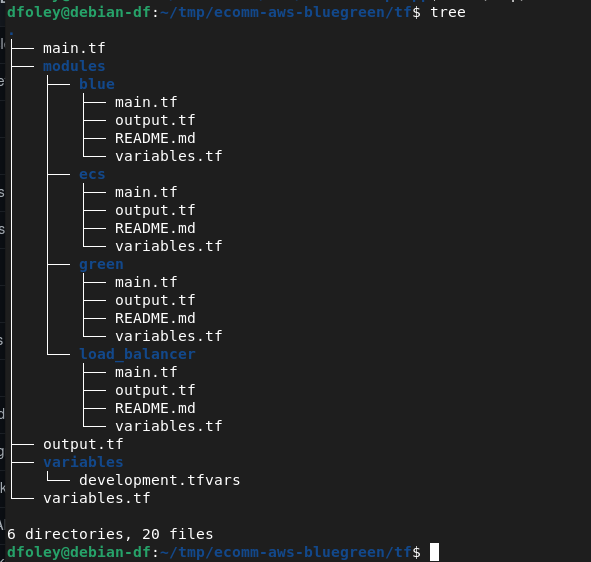 dfoley@debian-df:~/tmp/ecomm-aws-bluegreen/tf$ tree
.
├── main.tf
├── modules
│   ├── blue
│   │   ├── main.tf
│   │   ├── output.tf
│   │   ├── README.md
│   │   └── variables.tf
│   ├── ecs
│   │   ├── main.tf
│   │   ├── output.tf
│   │   ├── README.md
│   │   └── variables.tf
│   ├── green
│   │   ├── main.tf
│   │   ├── output.tf
│   │   ├── README.md
│   │   └── variables.tf
│   └── load_balancer
│       ├── main.tf
│       ├── output.tf
│       ├── README.md
│       └── variables.tf
├── output.tf
├── variables
│   └── development.tfvars
└── variables.tf
6 directories, 20 files
dfoley@debian-df:~/tmp/ecomm-aws-bluegreen/tf$